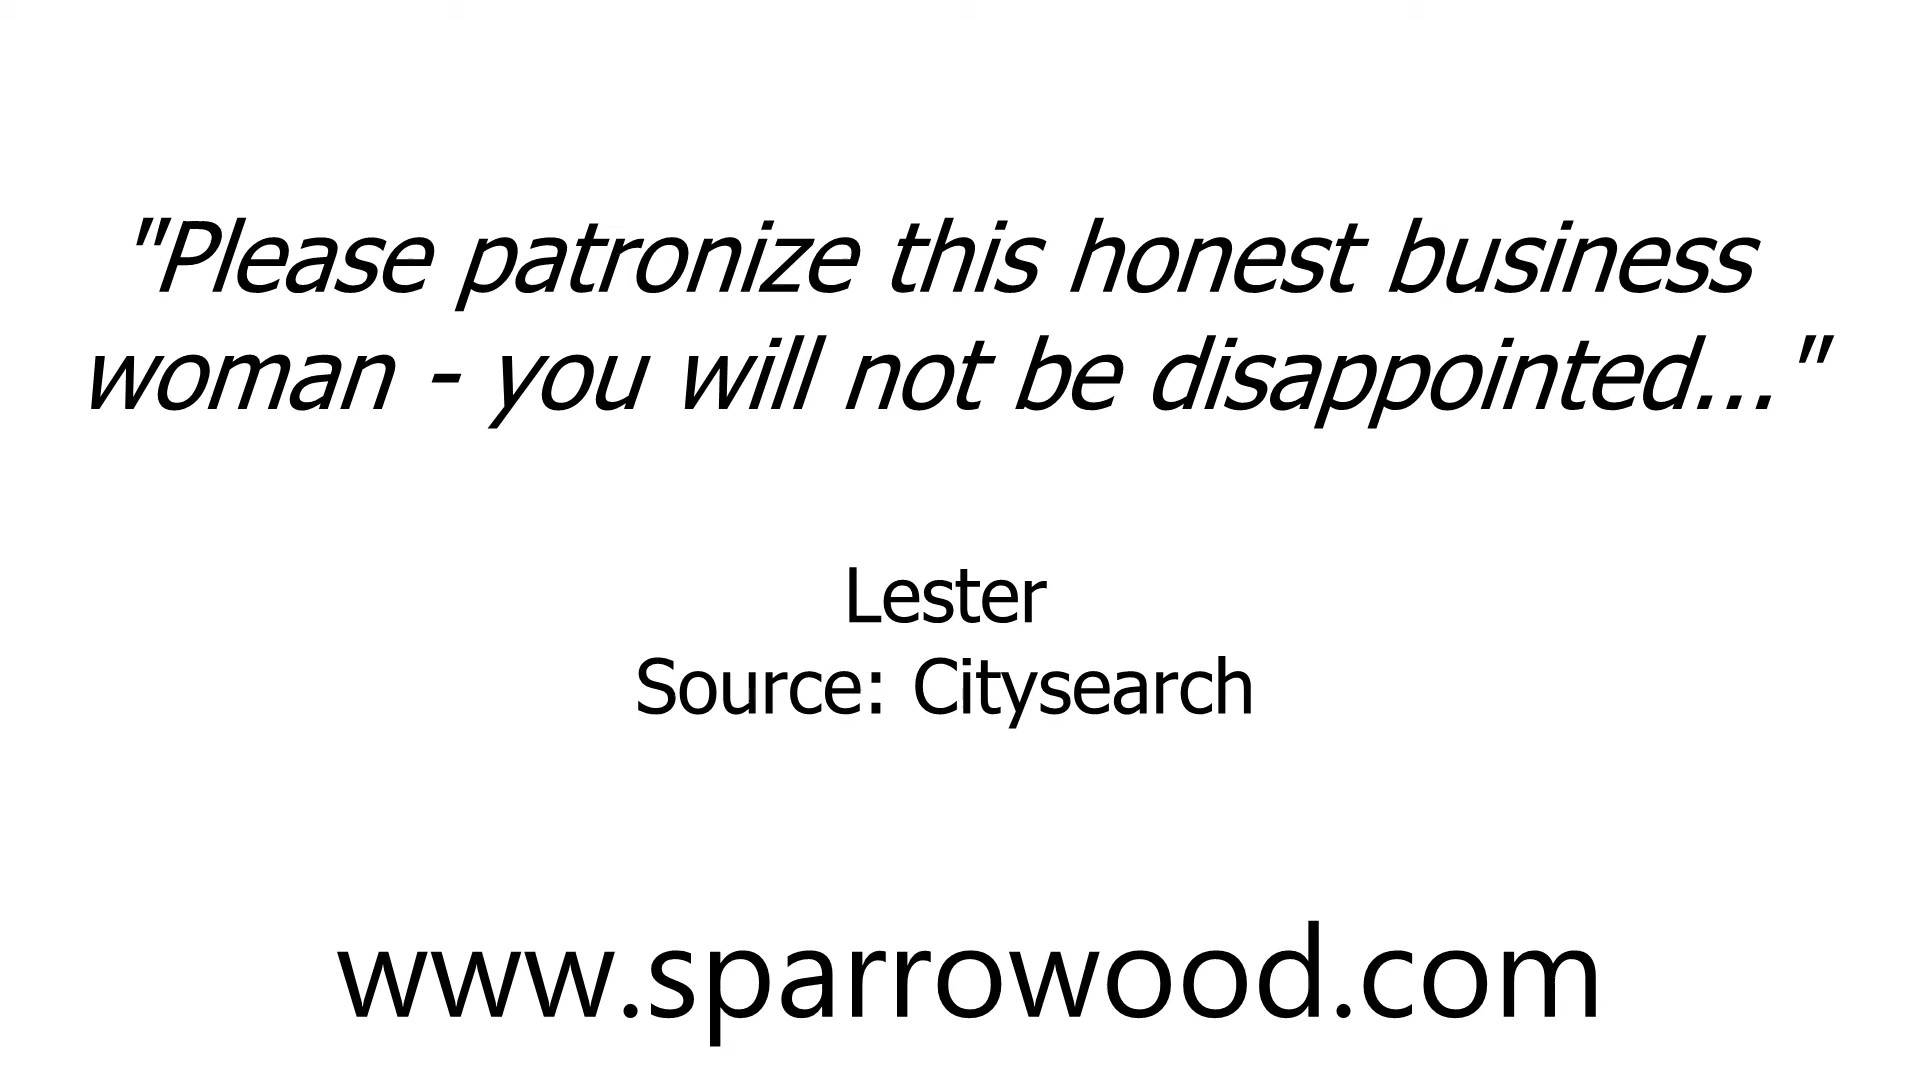 "Please patronize this honest business
woman - you will not be disappointed..."
Lester
Source: Citysearch
www.sparrowood.com